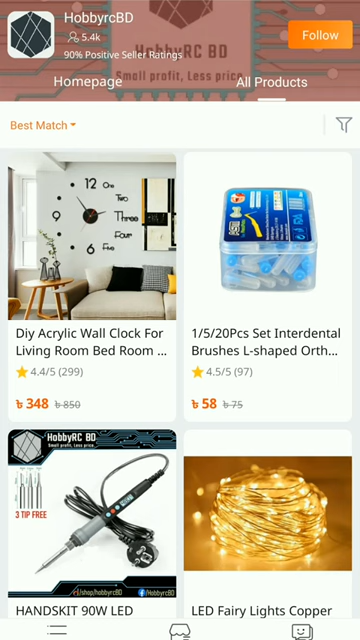 HobbyrcBD
5.4k
90% Positive Seller Ratings
Follow
HobbyRC BD
Small profit, Less price
Homepage
All Products
Best Match
12 One
Two
9
Three
Four
6 Five
Diy Acrylic Wall Clock For
Living Room Bed Room ...
4.4/5 (299)
৳ 348 ৳ 850
1/5/20Pcs Set Interdental
Brushes L-shaped Orth...
4.5/5 (97)
৳ 58 ৳ 75
HobbyRC BD
Small profit, Less price.
3 TIP FREE
/shop/hobbyrcBD
/HobbyrcBD
HANDSKIT 90W LED
LED Fairy Lights Copper